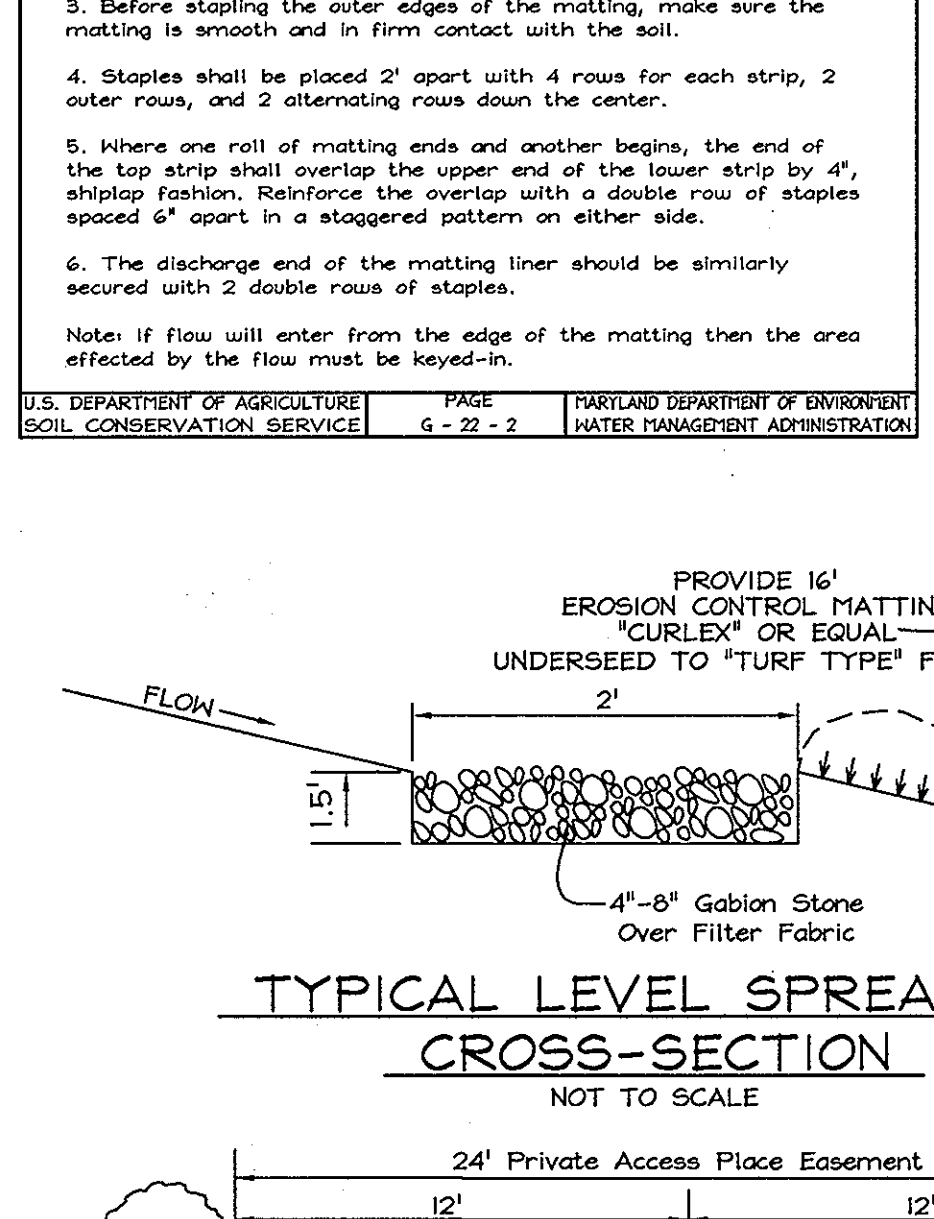 3. Before stapling the outer edges of the matting, make sure the
matting is smooth and in firm contact with the soil.
4. Staples shall be placed 2' apart with 4 rows for each strip, 2
outer rows, and 2 alternating rows down the center.
5. Where one roll of matting ends and another begins, the end of
the top strip shall overlap the upper end of the lower strip by 4",
shiplap fashion. Reinforce the overlap with a double row of staples
spaced 6" apart in a staggered pattern on either side.
6. The discharge end of the matting liner should be similarly
secured with 2 double rows of staples.
Note: If flow will enter from the edge of the matting then the area
effected by the flow must be keyed-in.
U.S. DEPARTMENT OF AGRICULTURE
SOIL CONSERVATION SERVICE
PAGE
G - 22 - 2
MARYLAND DEPARTMENT OF ENVIRONMENT
WATER MANAGEMENT ADMINISTRATION
PROVIDE 16'
EROSION CONTROL MATTIN
"CURLEX" OR EQUAL
UNDERSEED TO "TURF TYPE" F
FLOW
2'
1.5'
4"-8" Gabion Stone
Over Filter Fabric
TYPICAL LEVEL SPREA
CROSS-SECTION
NOT TO SCALE
24' Private Access Place Easement
12'
12'